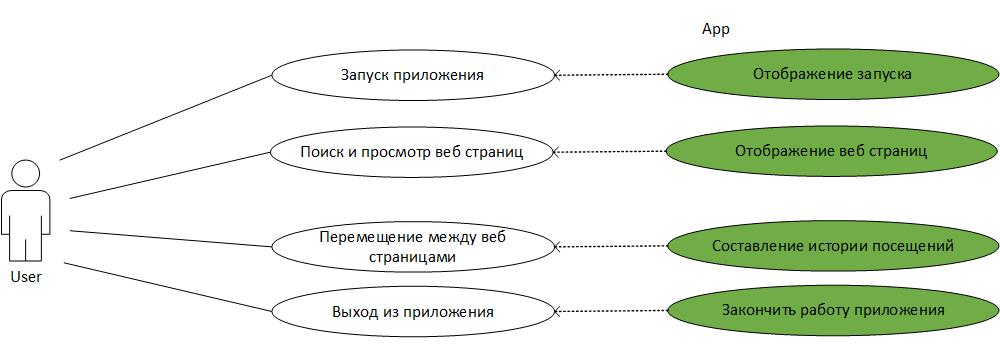 App
Запуск приложения
Отображение запуска
Поиск и просмотр веб страниц
Отображение веб страниц
Перемещение между веб
страницами
Составление истории посещений
User
Выход из приложения
Закончить работу приложения